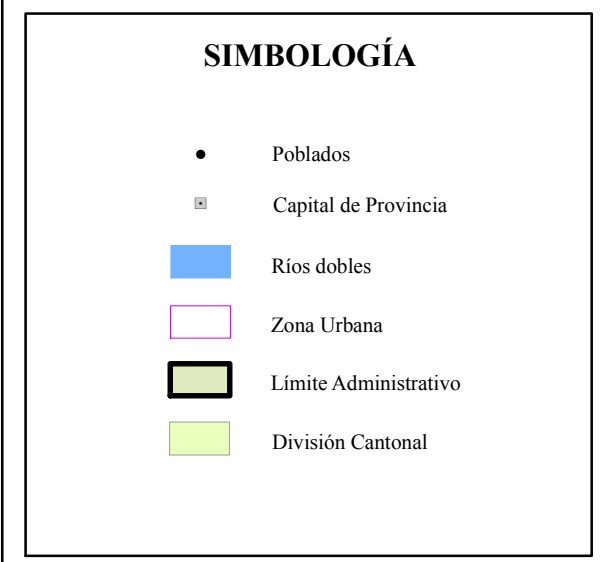 SIMBOLOGÍA
Poblados
Capital de Provincia
Ríos dobles
Zona Urbana
Límite Administrativo
División Cantonal